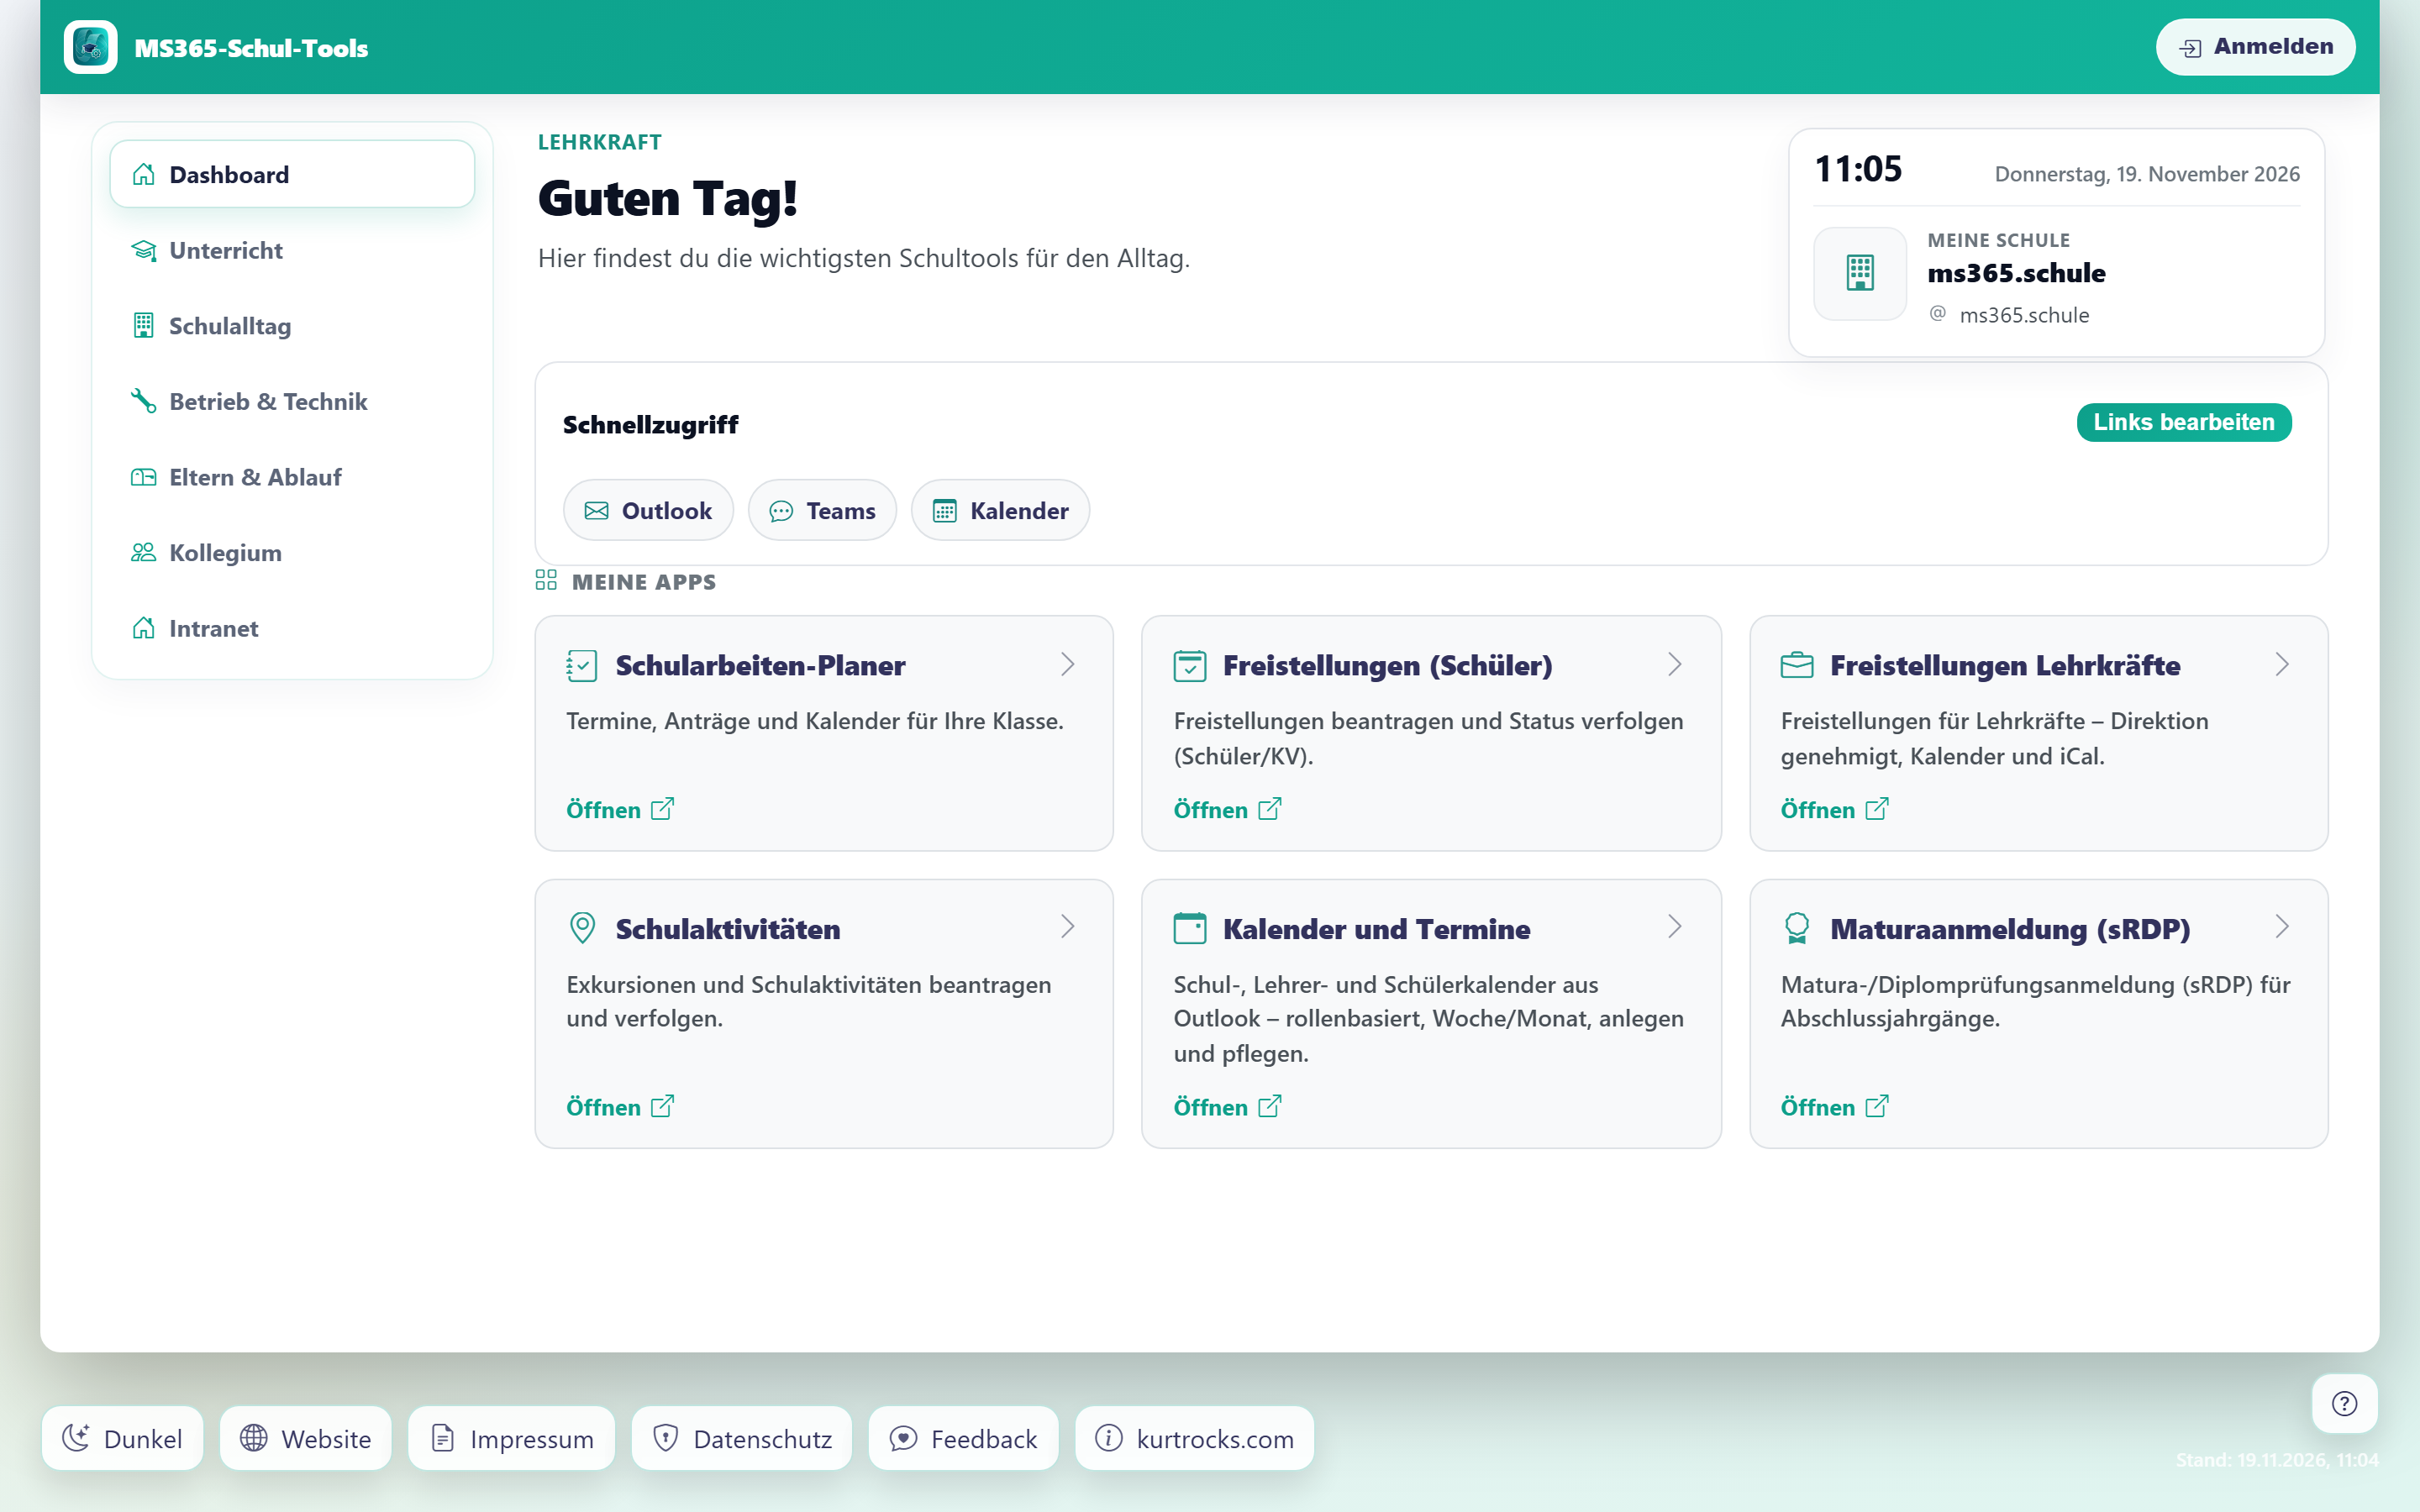 MS365-Schul-Tools
Anmelden
Dashboard
Unterricht
Schulalltag
Betrieb & Technik
Eltern & Ablauf
Kollegium
Intranet
LEHRKRAFT
Guten Tag!
Hier findest du die wichtigsten Schultools für den Alltag.
11:05
Donnerstag, 19. November 2026
MEINE SCHULE
ms365.schule
@ ms365.schule
Schnellzugriff
Links bearbeiten
Outlook
Teams
Kalender
MEINE APPS
Schularbeiten-Planer
Termine, Anträge und Kalender für Ihre Klasse.
Öffnen
Freistellungen (Schüler)
Freistellungen beantragen und Status verfolgen
(Schüler/KV).
Öffnen
Freistellungen Lehrkräfte
Freistellungen für Lehrkräfte – Direktion
genehmigt, Kalender und iCal.
Öffnen
Schulaktivitäten
Exkursionen und Schulaktivitäten beantragen
und verfolgen.
Öffnen
Kalender und Termine
Schul-, Lehrer- und Schülerkalender aus
Outlook – rollenbasiert, Woche/Monat, anlegen
und pflegen.
Öffnen
Maturaanmeldung (sRDP)
Matura-/Diplomprüfungsanmeldung (sRDP) für
Abschlussjahrgänge.
Öffnen
Dunkel
Website
Impressum
Datenschutz
Feedback
kurtrocks.com
Stand: 19.11.2026, 11:04